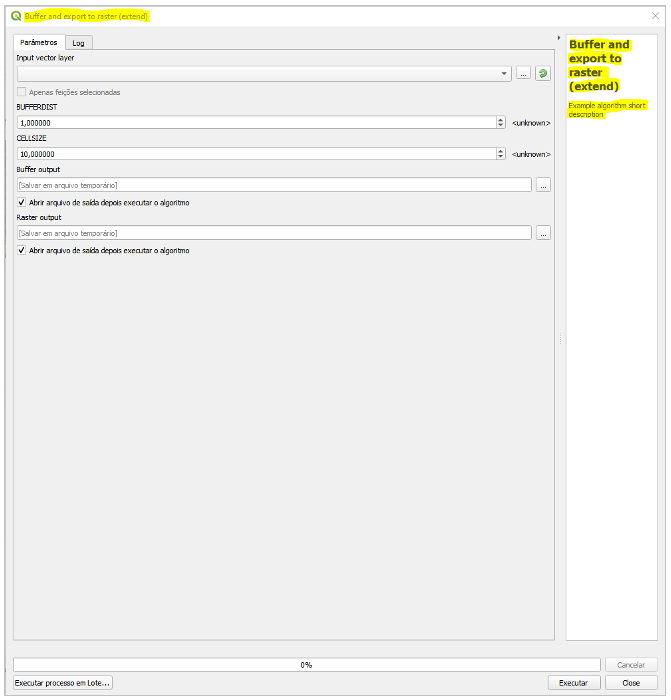 Buffer and export to raster (extend)
Parâmetros
Log
Input vector layer
...
Apenas feições selecionadas
BUFFERDIST
1,000000
<unknown>
CELLSIZE
10,000000
<unknown>
Buffer output
[Salvar em arquivo temporário]
...
Abrir arquivo de saída depois executar o algoritmo
Raster output
[Salvar em arquivo temporário]
...
Abrir arquivo de saída depois executar o algoritmo
Buffer and
export to
raster
(extend)
Example algorithm short
description
0%
Cancelar
Executar processo em Lote...
Executar
Close